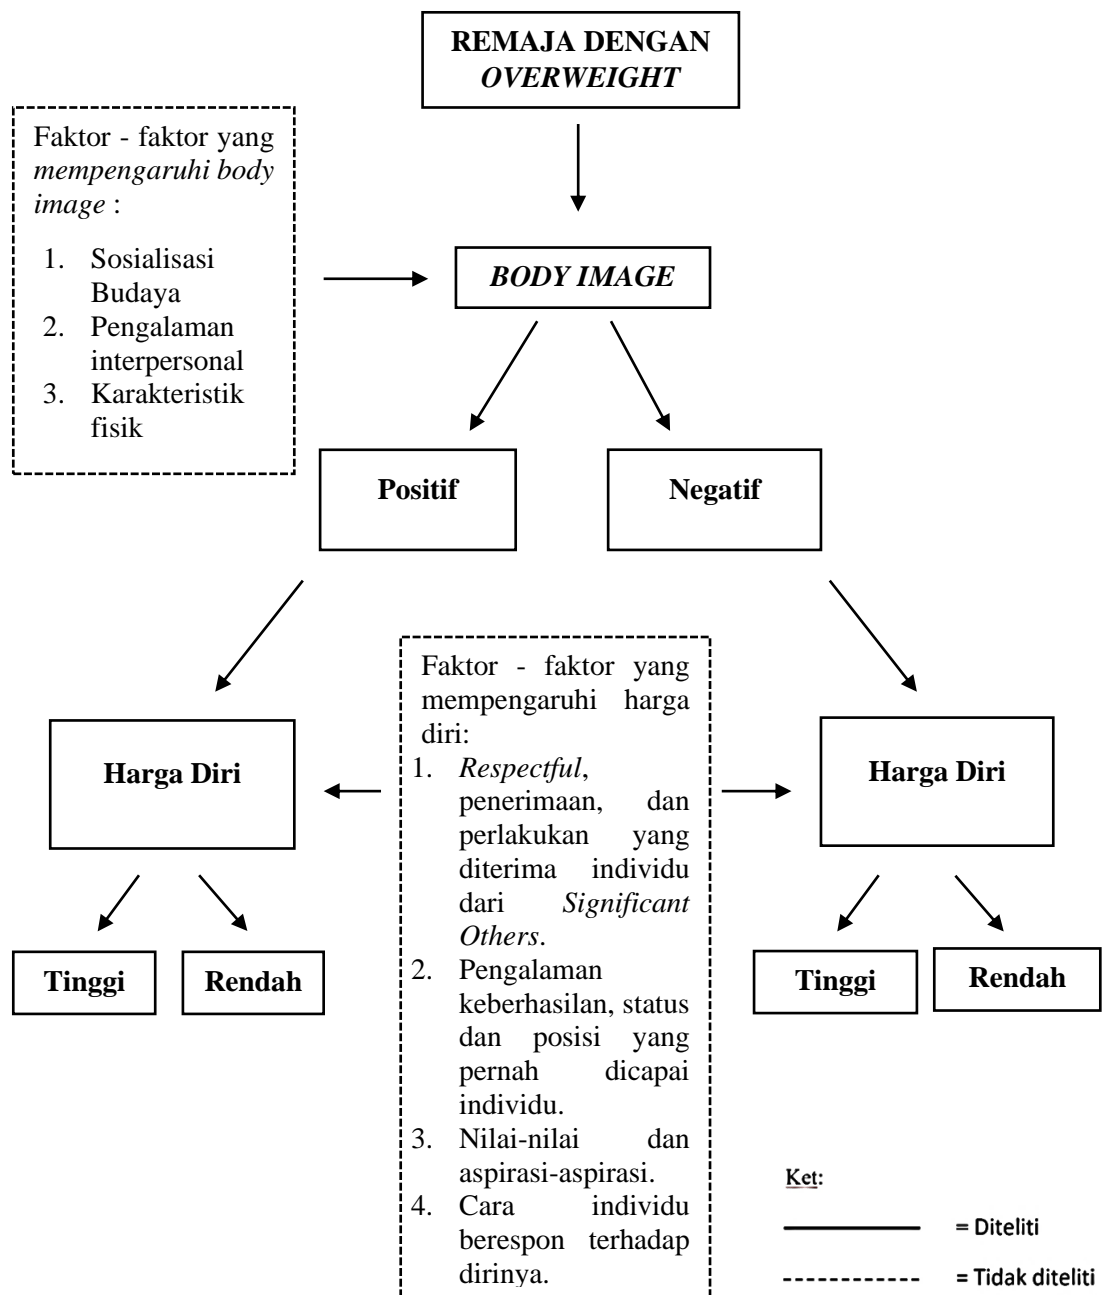 REMAJA DENGAN
OVERWEIGHT
Faktor - faktor yang
mempengaruhi body
image :
1. Sosialisasi
Budaya
2. Pengalaman
interpersonal
3. Karakteristik
fisik
BODY IMAGE
Positif
Negatif
Faktor - faktor yang
mempengaruhi harga
diri:
1. Respectful,
penerimaan, dan
perlakukan yang
diterima individu
dari Significant
Others.
2. Pengalaman
keberhasilan, status
dan posisi yang
pernah dicapai
individu.
3. Nilai-nilai dan
aspirasi-aspirasi.
4. Cara individu
berespon terhadap
dirinya.
Harga Diri
Harga Diri
Tinggi
Rendah
Tinggi
Rendah
Ket:
= Diteliti
= Tidak diteliti